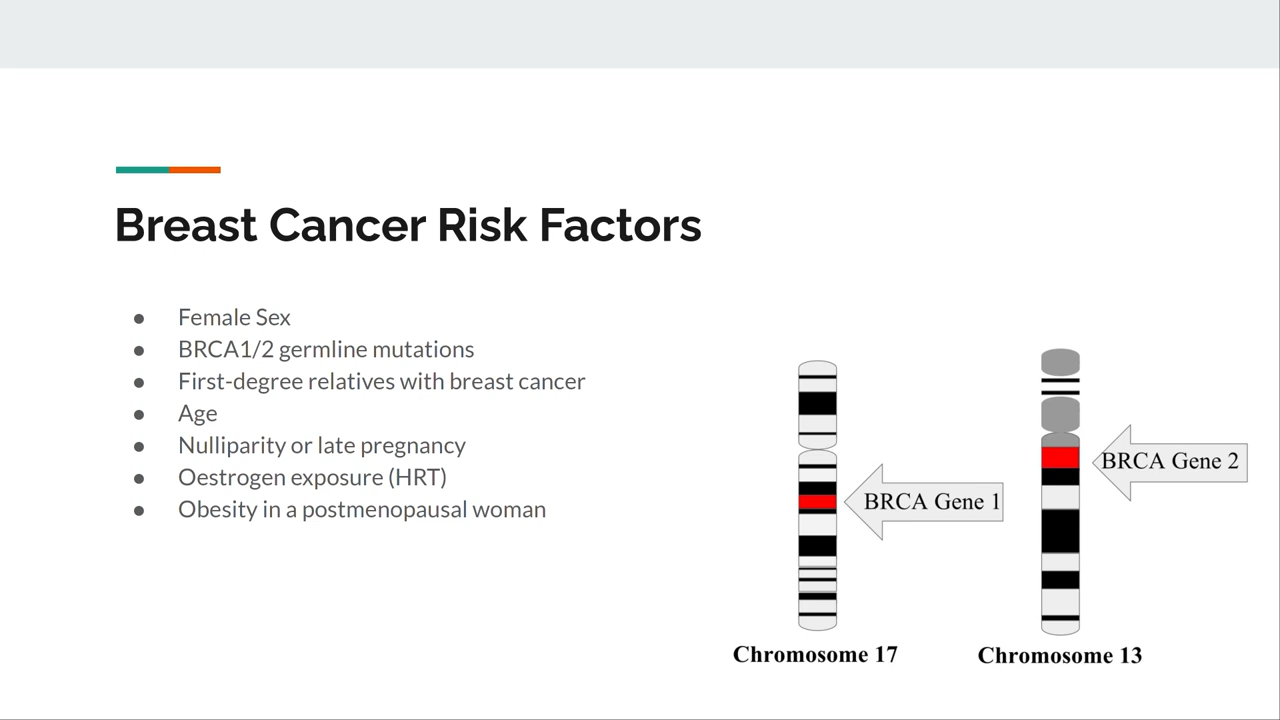 Breast Cancer Risk Factors
● Female Sex
● BRCA1/2 germline mutations
● First-degree relatives with breast cancer
● Age
● Nulliparity or late pregnancy
● Oestrogen exposure (HRT)
● Obesity in a postmenopausal woman
BRCA Gene 1
BRCA Gene 2
Chromosome 17
Chromosome 13